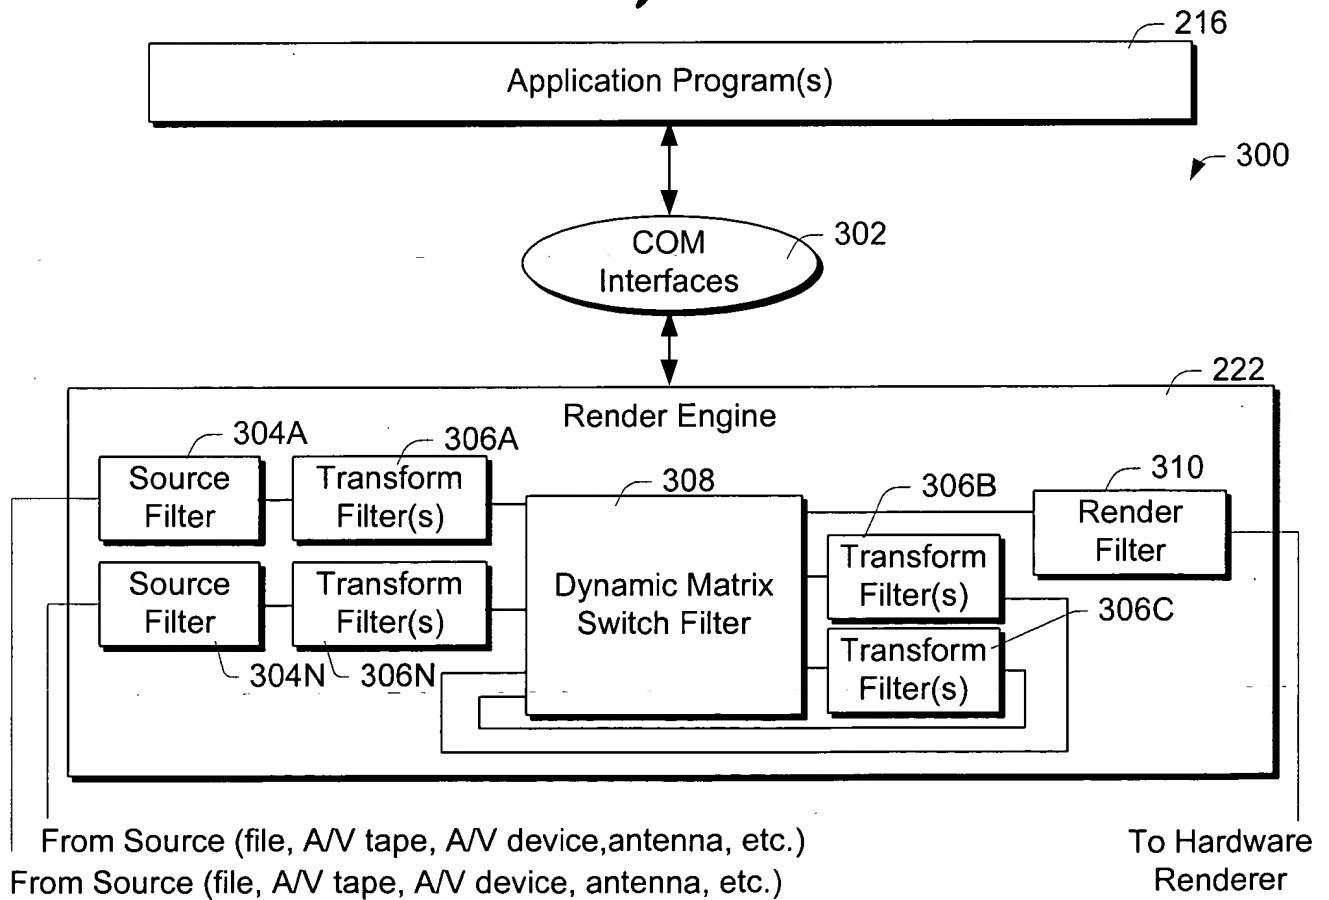 216
Application Program(s)
300
COM
Interfaces
302
222
Render Engine
304A
306A
Source
Filter
Transform
Filter(s)
308
306B
310
Render
Filter
Source
Filter
Transform
Filter(s)
Dynamic Matrix
Switch Filter
Transform
Filter(s)
306C
Transform
Filter(s)
304N
306N
From Source (file, A/V tape, A/V device,antenna, etc.)
From Source (file, A/V tape, A/V device, antenna, etc.)
To Hardware
Renderer